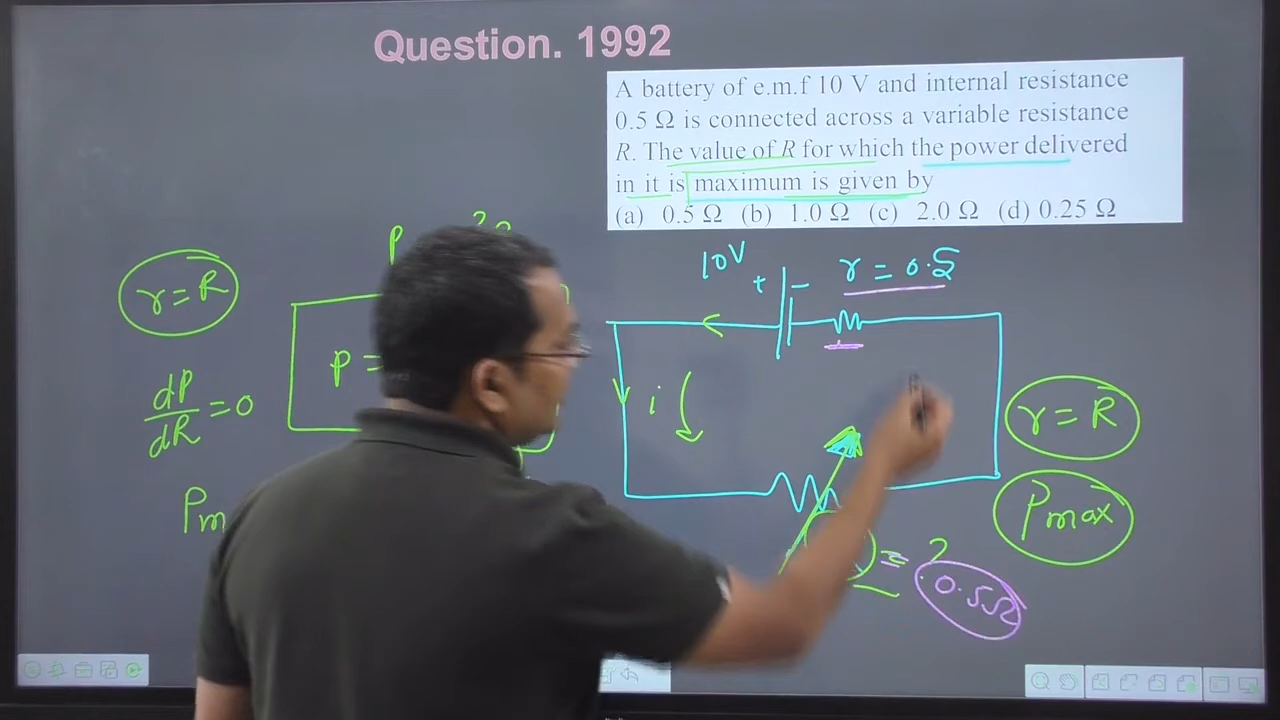 Question. 1992
A battery of e.m.f 10 V and internal resistance
0.5 Ω is connected across a variable resistance
R. The value of R for which the power delivered
in it is maximum is given by
(a) 0.5 Ω (b) 1.0 Ω (c) 2.0 Ω (d) 0.25 Ω
P
r = R
P =
dP/dR = 0
Pm
10V
+ −
r = 0.5
i
r = R
Pmax
= ?
0.5Ω